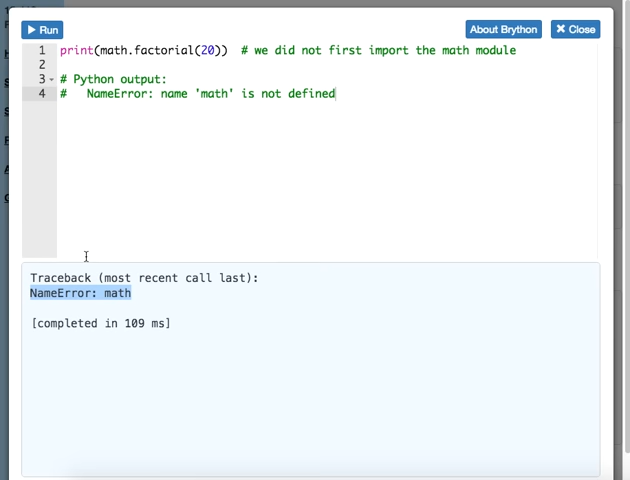 Run
About Brython
Close
1 print(math.factorial(20))  # we did not first import the math module
2
3 # Python output:
4 #   NameError: name 'math' is not defined
Traceback (most recent call last):
NameError: math
[completed in 109 ms]